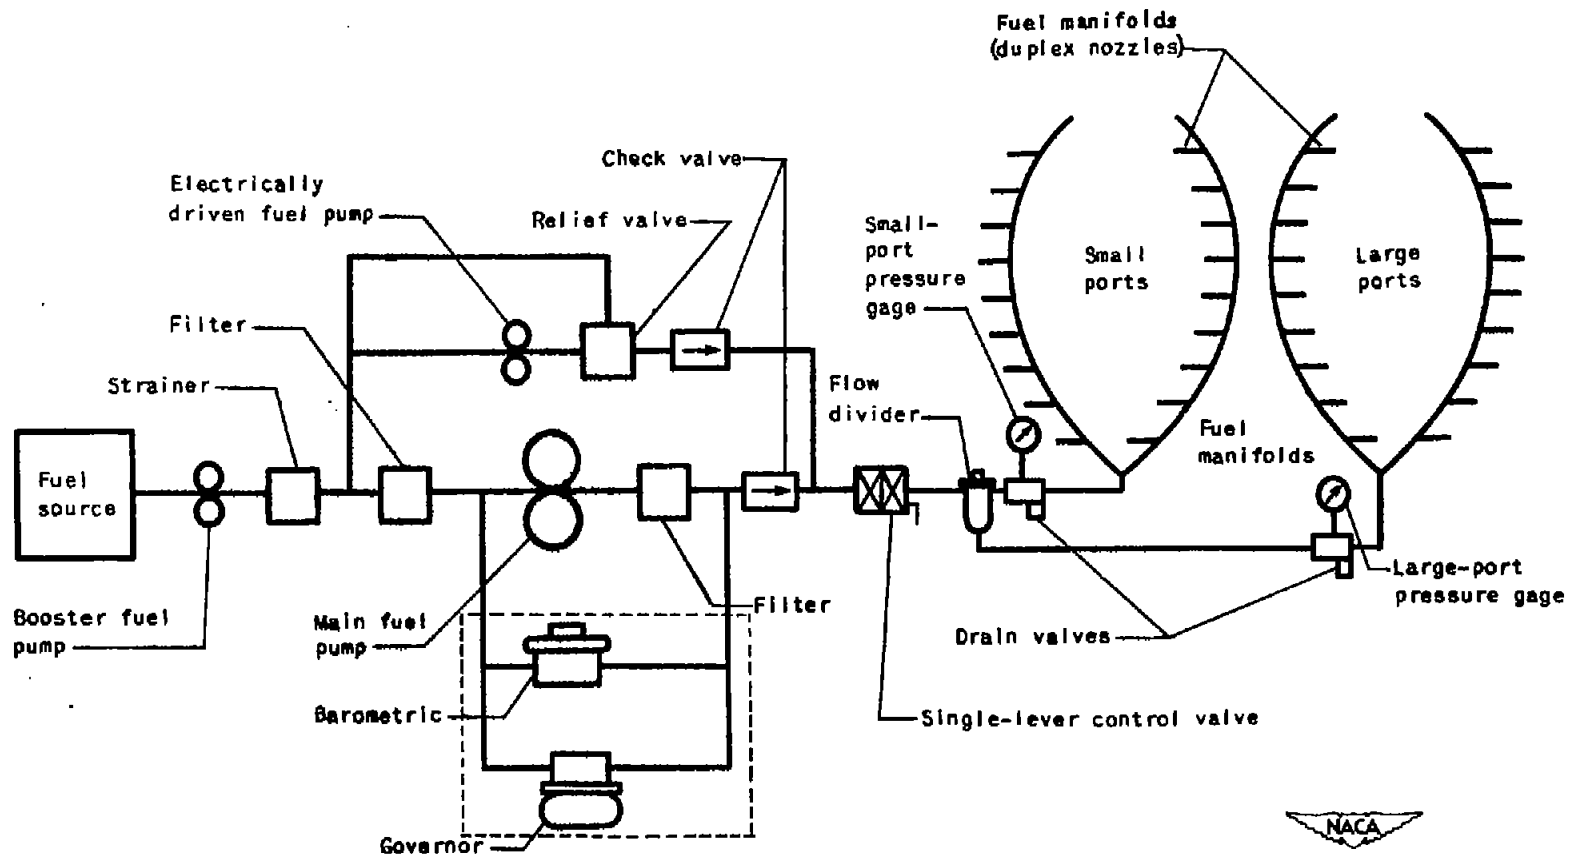 Fuel manifolds
(duplex nozzles)
Check valve
Electrically
driven fuel pump
Relief valve
Small-
port
pressure
gage
Small
ports
Large
ports
Filter
Strainer
Flow
divider
Fuel
manifolds
Fuel
source
Large-port
pressure gage
Booster fuel
pump
Main fuel
pump
Filter
Drain valves
Barometric
Single-lever control valve
Governor
NACA